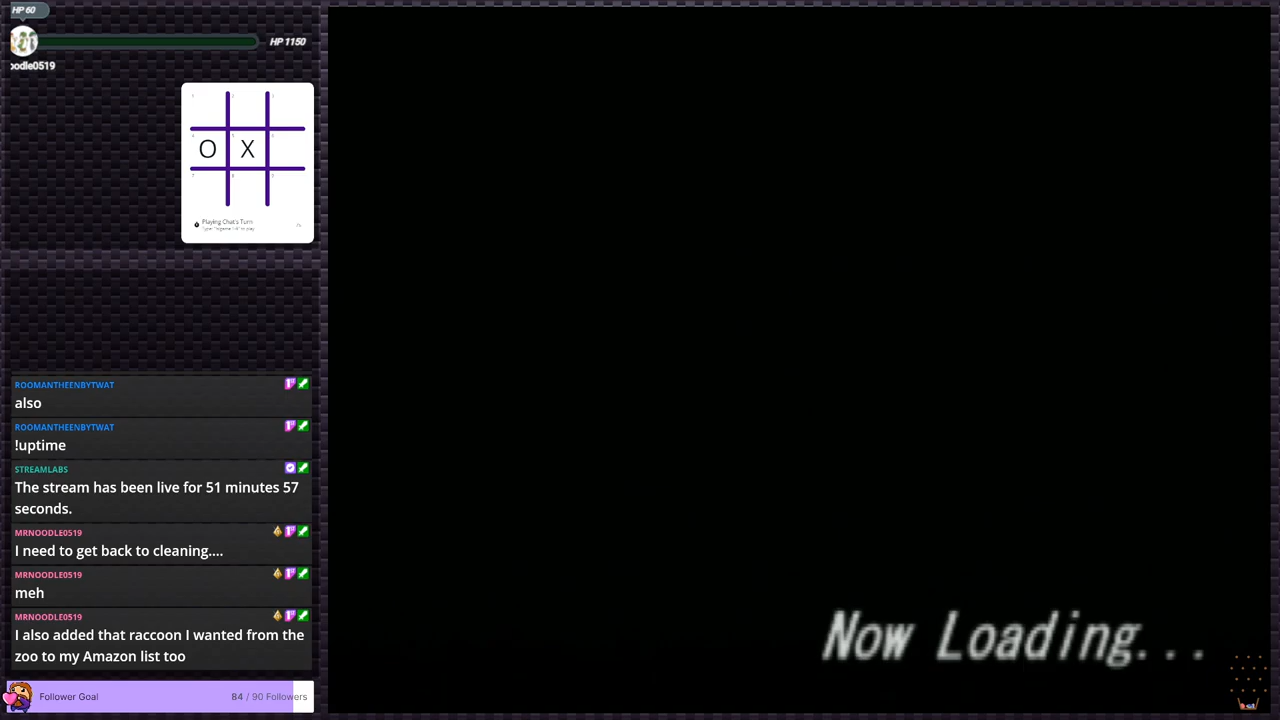 HP 60
HP 1150
oodle0519
O X
Playing Chat's Turn
ROOMANTHEENBYTWAT
also
ROOMANTHEENBYTWAT
!uptime
STREAMLABS
The stream has been live for 51 minutes 57
seconds.
MRNOODLE0519
I need to get back to cleaning....
MRNOODLE0519
meh
MRNOODLE0519
I also added that raccoon I wanted from the
zoo to my Amazon list too
Follower Goal
84 / 90 Followers
Now Loading...